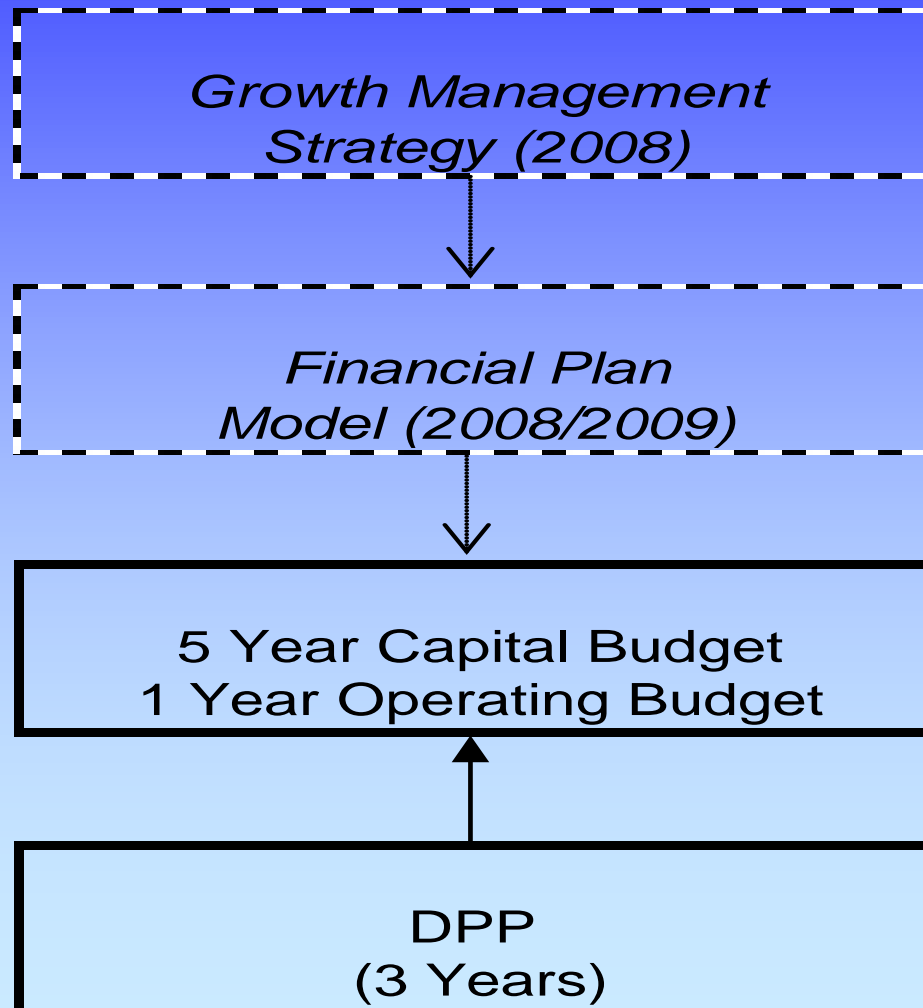 Growth Management
Strategy (2008)
Financial Plan
Model (2008/2009)
5 Year Capital Budget
1 Year Operating Budget
DPP
(3 Years)